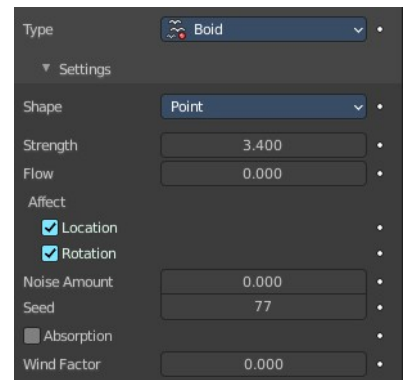 Type Boid
Settings
Shape Point
Strength 3.400
Flow 0.000
Affect
Location
Rotation
Noise Amount 0.000
Seed 77
Absorption
Wind Factor 0.000